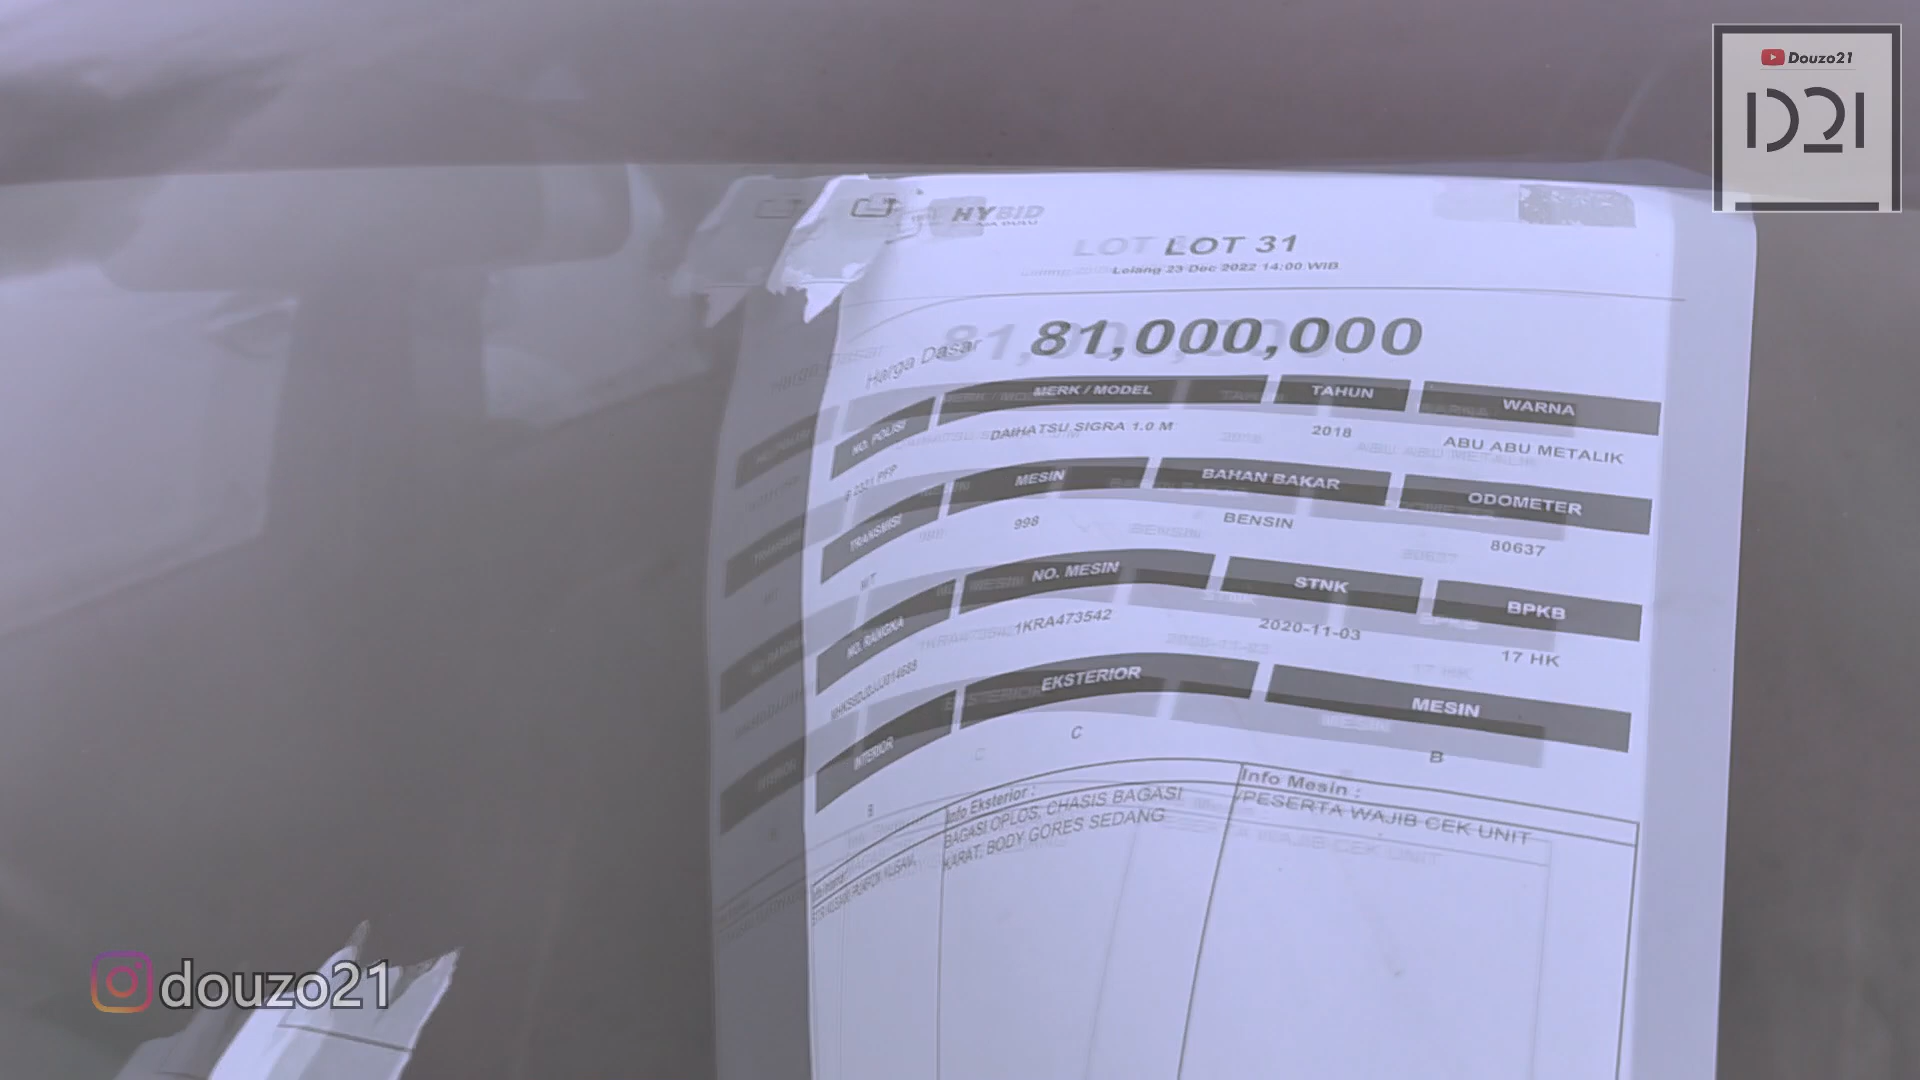 Douzo21
D21
HYBID
LOT 31
Lelang 23 Dec 2022 14:00 WIB
Harga Dasar 81,000,000
NO. POLISI MERK / MODEL TAHUN WARNA
DAIHATSU SIGRA 1.0 M 2018 ABU ABU METALIK
TRANSMISI MESIN BAHAN BAKAR ODOMETER
M/T 998 BENSIN 80637
NO. RANGKA NO. MESIN STNK BPKB
1KRA473542 2020-11-03 17 HK
INTERIOR EKSTERIOR MESIN
B C B
Info Eksterior : Info Mesin :
BAGASI OPLOS, CHASIS BAGASI /PESERTA WAJIB CEK UNIT
KARAT, BODY GORES SEDANG
douzo21